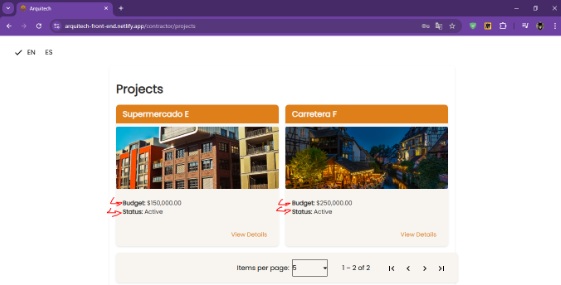 Arquitech
arquitech-front-end.netlify.app/contractor/projects
EN ES
Projects
Supermercado E
Carretera F
Budget: $150,000.00
Status: Active
Budget: $250,000.00
Status: Active
View Details
View Details
Items per page: 5 1 – 2 of 2